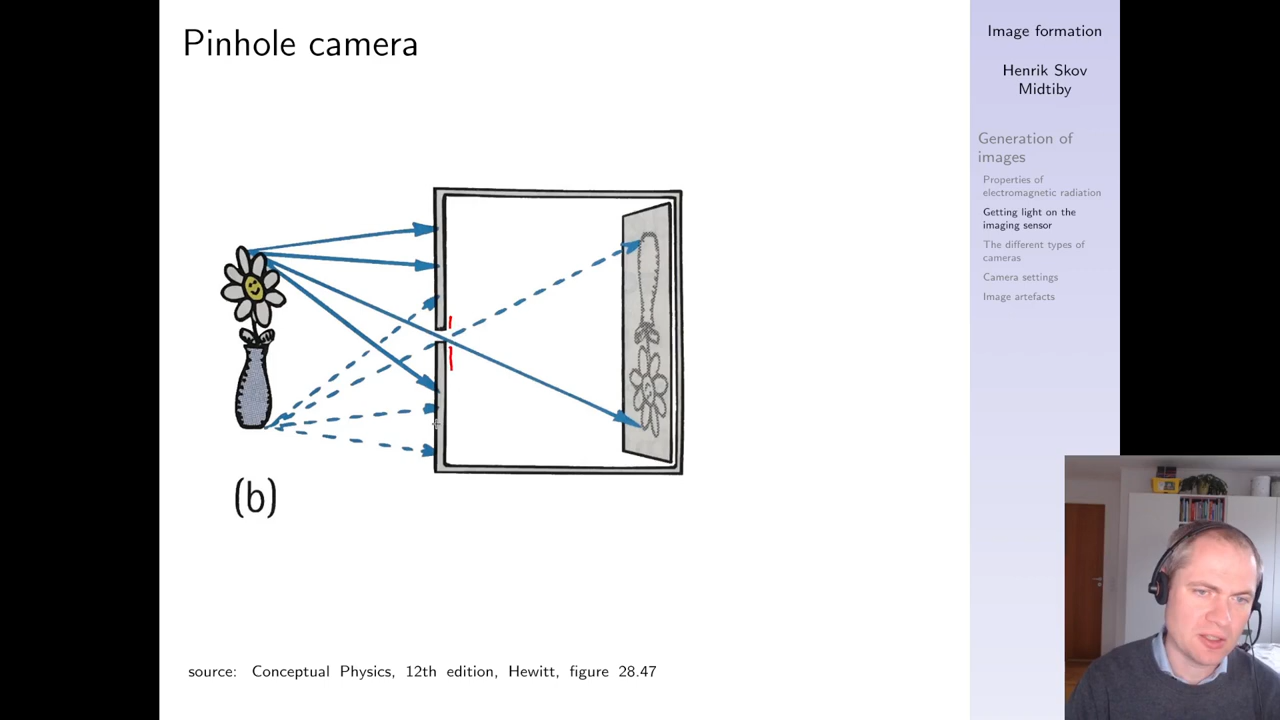 Pinhole camera
(b)
source: Conceptual Physics, 12th edition, Hewitt, figure 28.47
Image formation
Henrik Skov
Midtiby
Generation of
images
Properties of
electromagnetic radiation
Getting light on the
imaging sensor
The different types of
cameras
Camera settings
Image artefacts